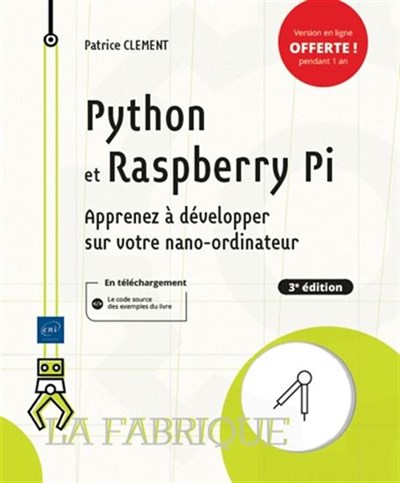 Patrice CLEMENT
Version en ligne
OFFERTE !
pendant 1 an
Python
et Raspberry Pi
Apprenez à développer
sur votre nano-ordinateur
En téléchargement
</>
Le code source
des exemples du livre
3e édition
eni
LA FABRIQUE